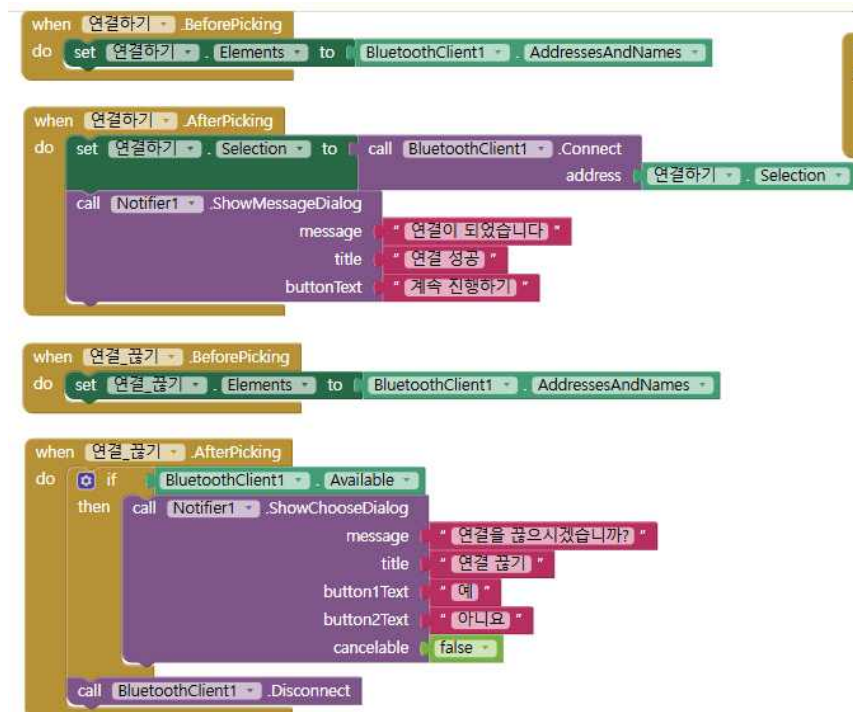 when 연결하기 .BeforePicking
do set 연결하기 . Elements to BluetoothClient1 . AddressesAndNames
when 연결하기 .AfterPicking
do set 연결하기 . Selection to call BluetoothClient1 .Connect
address 연결하기 . Selection
call Notifier1 .ShowMessageDialog
message " 연결이 되었습니다 "
title " 연결 성공 "
buttonText " 계속 진행하기 "
when 연결_끊기 .BeforePicking
do set 연결_끊기 . Elements to BluetoothClient1 . AddressesAndNames
when 연결_끊기 .AfterPicking
do if BluetoothClient1 . Available
then call Notifier1 .ShowChooseDialog
message " 연결을 끊으시겠습니까? "
title " 연결 끊기 "
button1Text " 예 "
button2Text " 아니요 "
cancelable false
call BluetoothClient1 .Disconnect